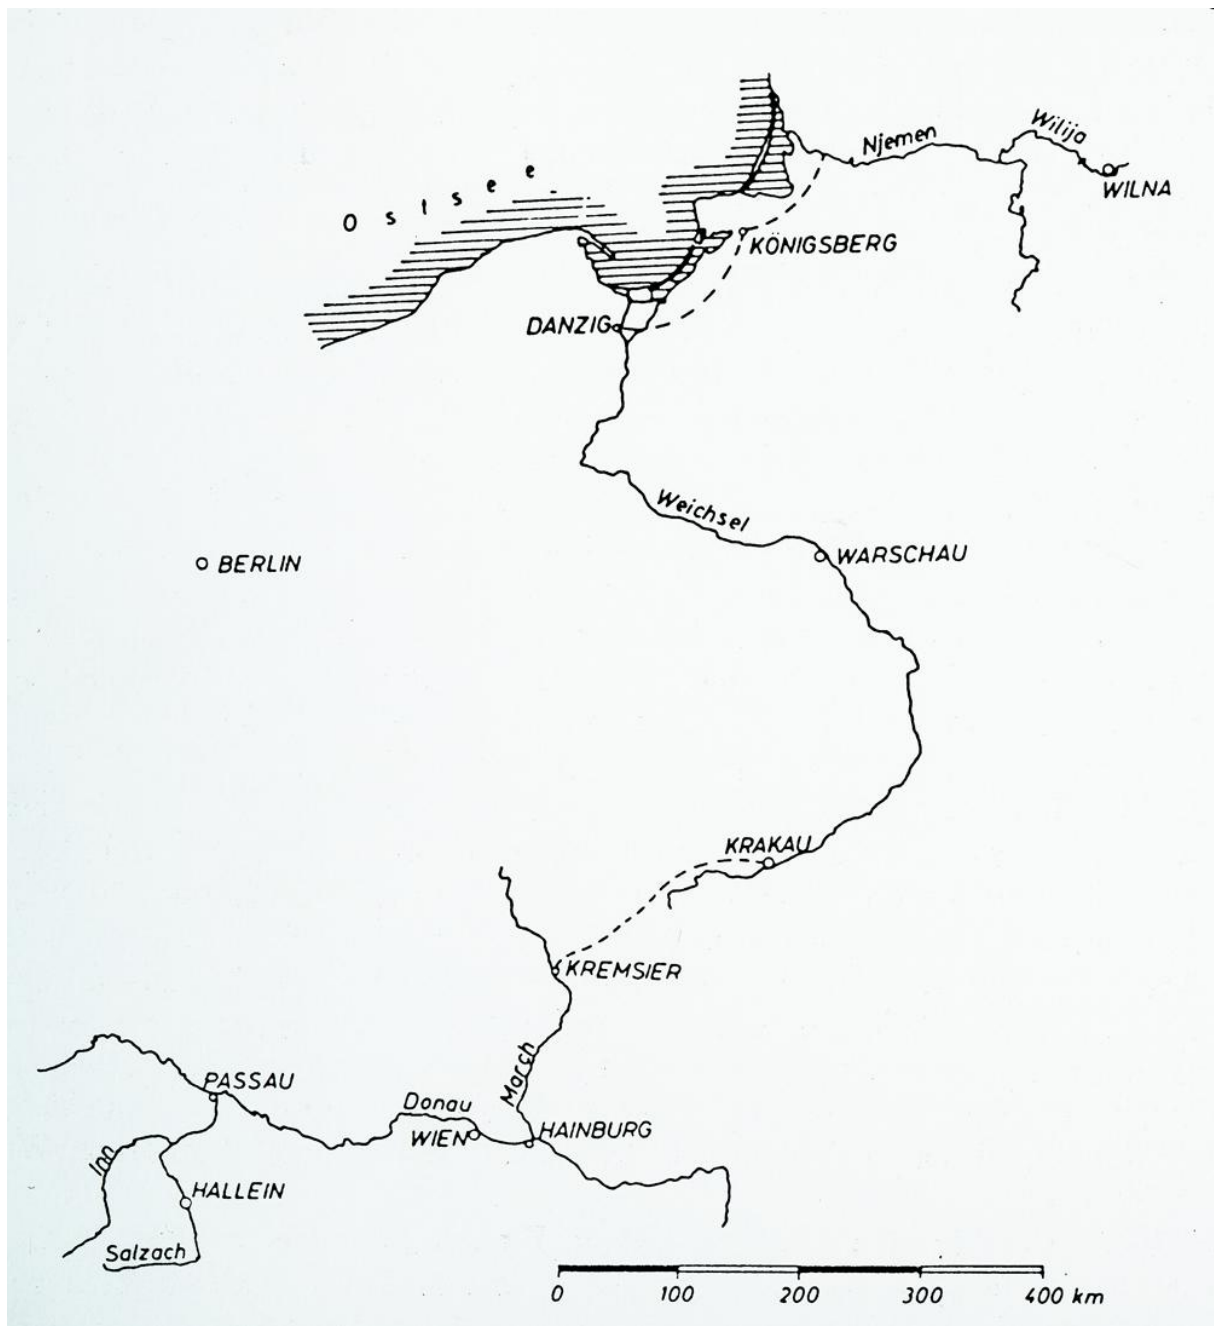 Wilija
Njemen
WILNA
Ostsee
KÖNIGSBERG
DANZIG
Weichsel
WARSCHAU
BERLIN
KRAKAU
KREMSIER
March
PASSAU
Donau
WIEN
HAINBURG
Inn
HALLEIN
Salzach
0 100 200 300 400 km